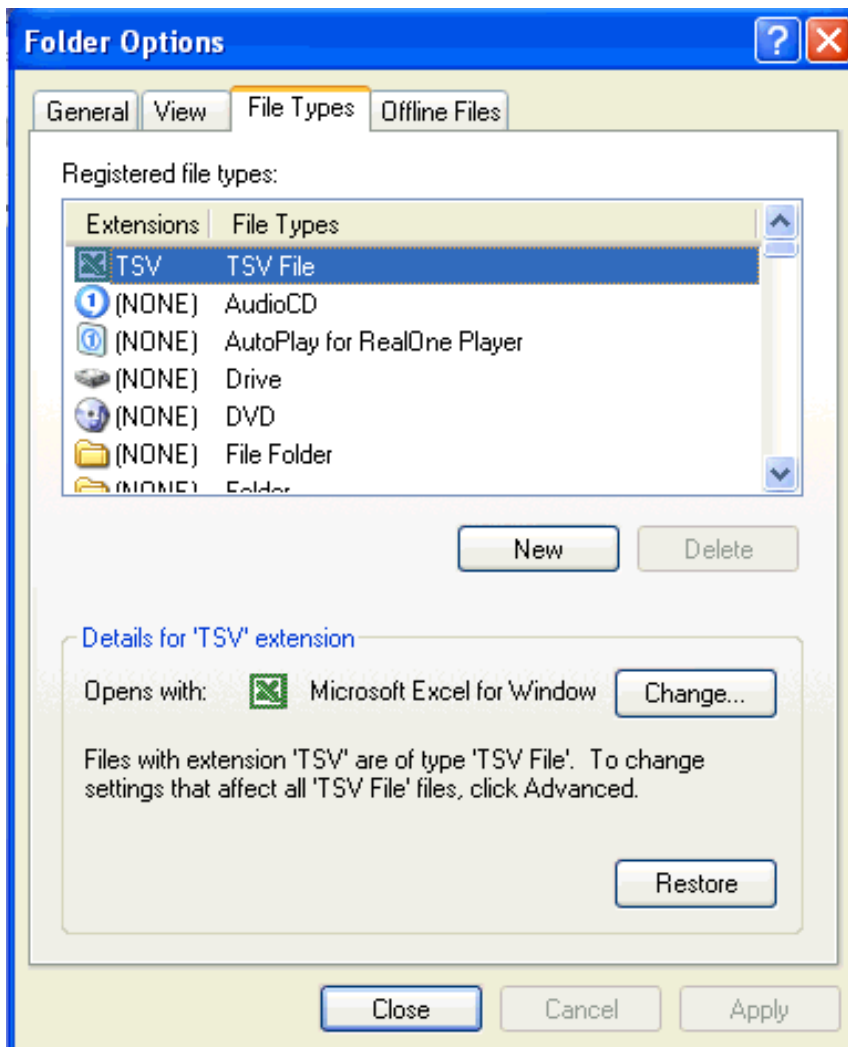 Folder Options
General View File Types Offline Files
Registered file types:
Extensions File Types
TSV TSV File
(NONE) AudioCD
(NONE) AutoPlay for RealOne Player
(NONE) Drive
(NONE) DVD
(NONE) File Folder
(NONE) Folder
New Delete
Details for 'TSV' extension
Opens with: Microsoft Excel for Window Change...
Files with extension 'TSV' are of type 'TSV File'. To change
settings that affect all 'TSV File' files, click Advanced.
Restore
Close Cancel Apply